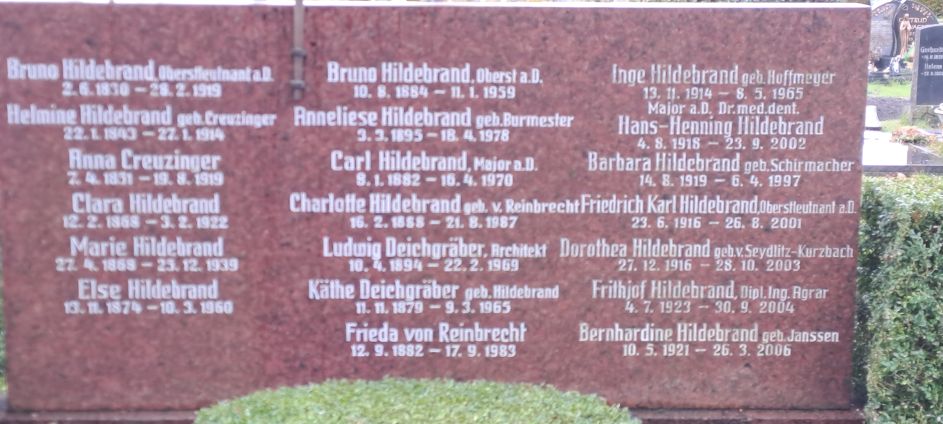 Bruno Hildebrand, Oberstleutnant a.D.
2.6.1830 – 28.2.1919
Helmine Hildebrand geb. Creuzinger
22.1.1843 – 27.1.1914
Anna Creuzinger
7.4.1831 – 19.8.1919
Clara Hildebrand
12.2.1868 – 3.2.1922
Marie Hildebrand
27.4.1868 – 23.12.1939
Else Hildebrand
13.11.1874 – 10.3.1960
Bruno Hildebrand, Oberst a.D.
10.8.1884 – 11.1.1959
Anneliese Hildebrand geb. Burmester
3.3.1895 – 18.4.1978
Carl Hildebrand, Major a.D.
9.1.1882 – 16.4.1970
Charlotte Hildebrand geb. v. Reinbrecht
16.2.1888 – 21.8.1987
Ludwig Deichgräber, Architekt
10.4.1894 – 22.2.1969
Käthe Deichgräber geb. Hildebrand
11.11.1879 – 9.3.1965
Frieda von Reinbrecht
12.9.1882 – 17.9.1983
Inge Hildebrand geb. Hoffmeyer
13.11.1914 – 8.5.1965
Major a.D. Dr. med. dent.
Hans-Henning Hildebrand
4.8.1918 – 23.9.2002
Barbara Hildebrand geb. Schirmacher
14.8.1919 – 6.4.1997
Friedrich Karl Hildebrand, Oberstleutnant a.D.
23.6.1916 – 26.8.2001
Dorothea Hildebrand geb. v. Seydlitz-Kurzbach
27.12.1916 – 28.10.2003
Frithjof Hildebrand, Dipl. Ing. Agrar
4.7.1923 – 30.9.2004
Bernhardine Hildebrand geb. Janssen
10.5.1921 – 26.3.2006